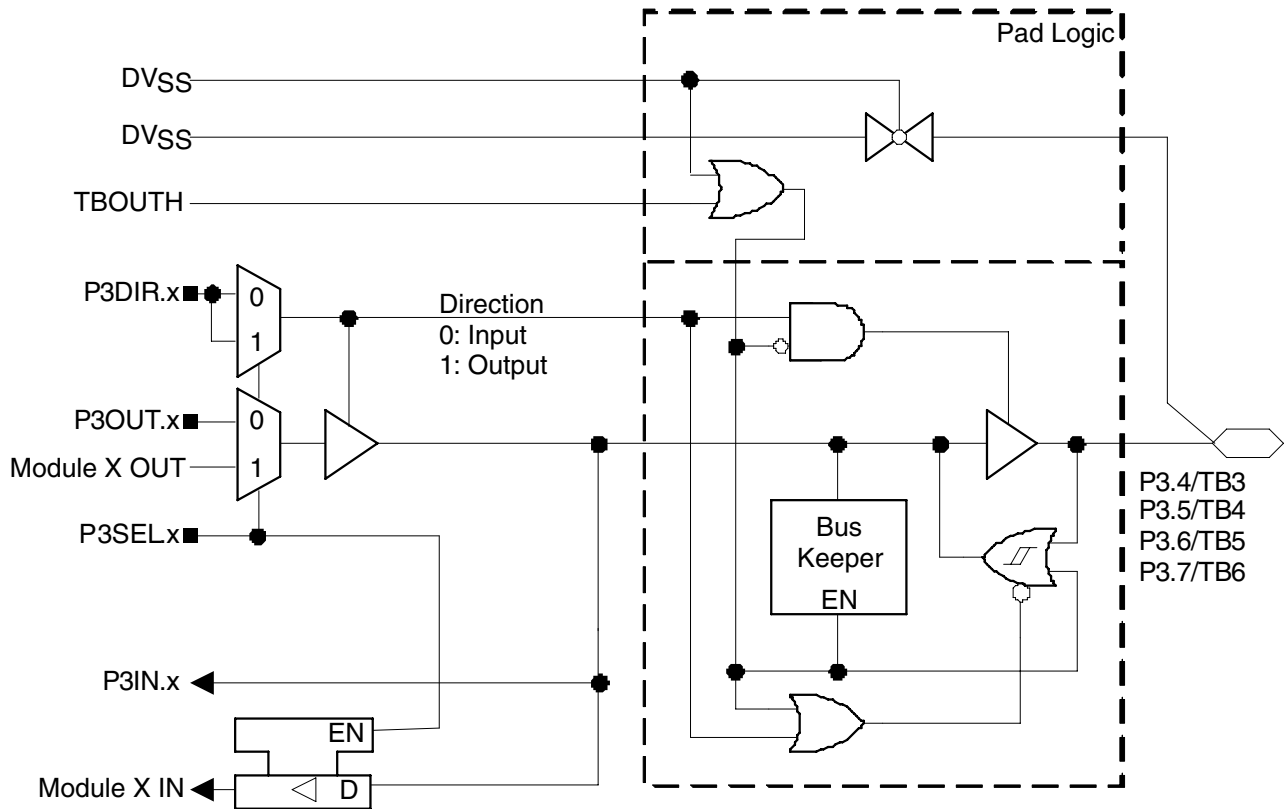 Pad Logic
DVSS
DVSS
TBOUTH
P3DIR.x
0
1
Direction
0: Input
1: Output
P3OUT.x
0
Module X OUT
1
P3SEL.x
P3.4/TB3
P3.5/TB4
P3.6/TB5
P3.7/TB6
Bus
Keeper
EN
P3IN.x
EN
Module X IN
D